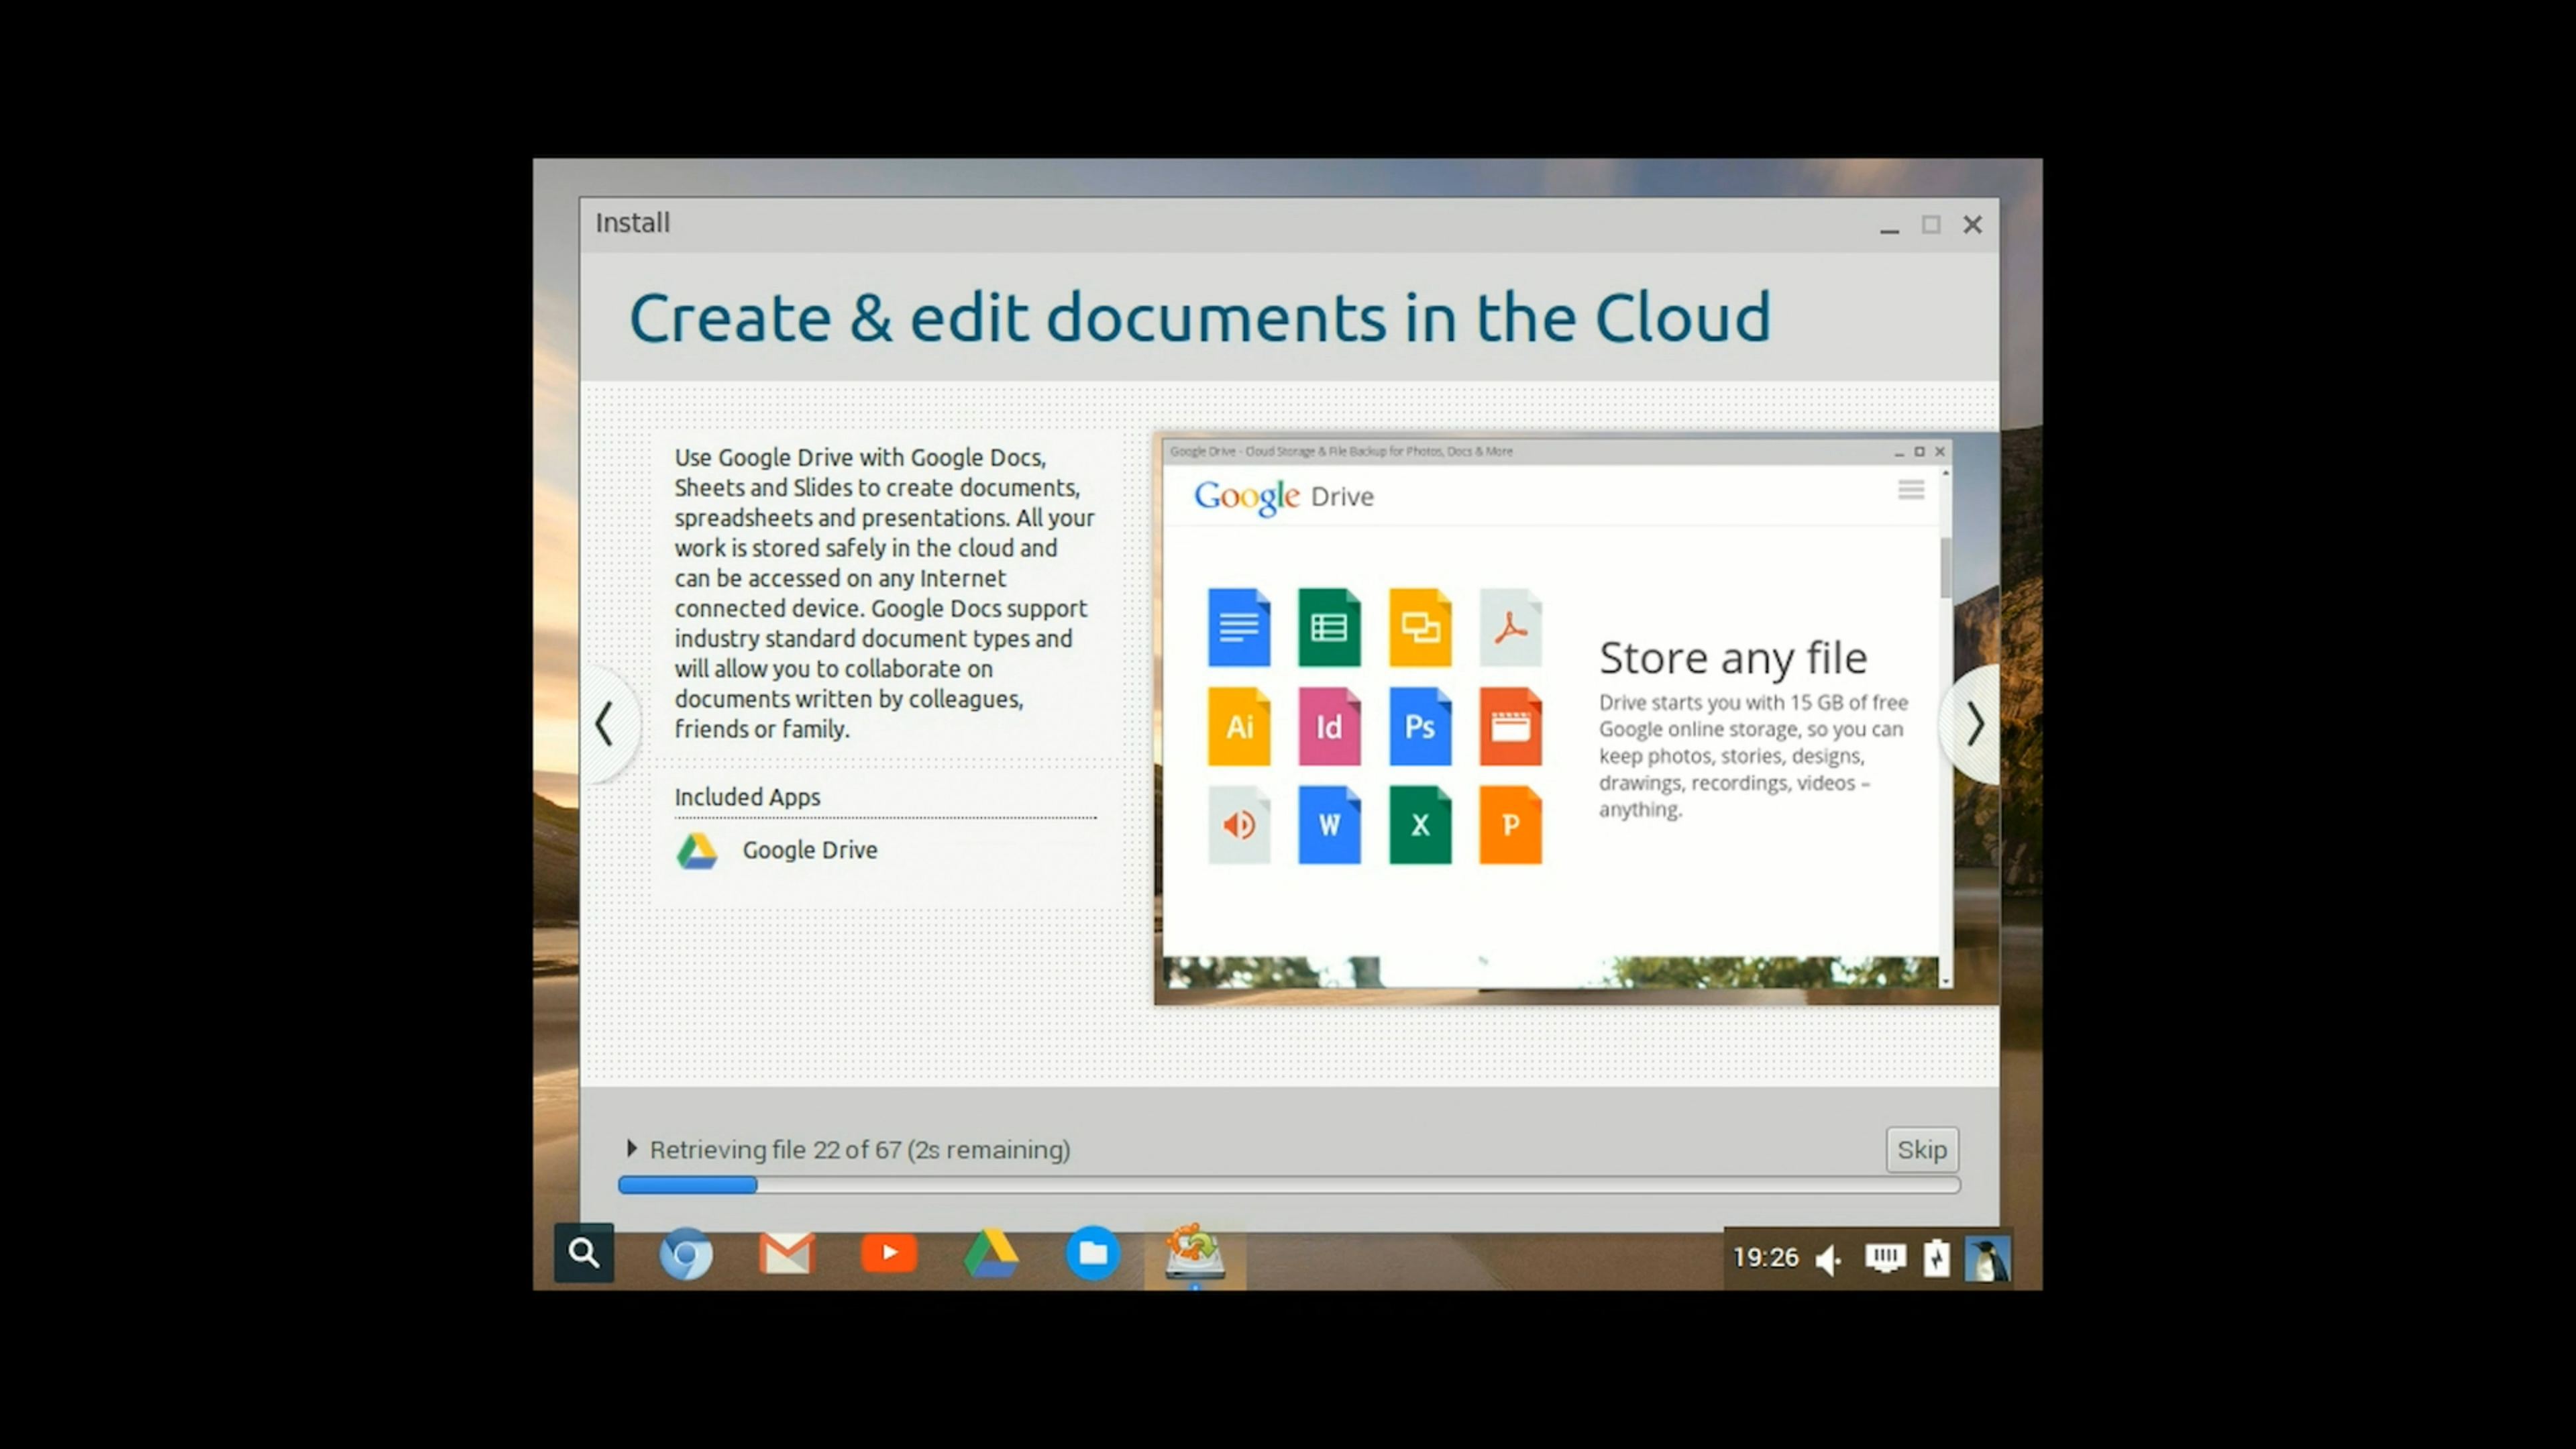 Install
Create & edit documents in the Cloud
Use Google Drive with Google Docs,
Sheets and Slides to create documents,
spreadsheets and presentations. All your
work is stored safely in the cloud and
can be accessed on any Internet
connected device. Google Docs support
industry standard document types and
will allow you to collaborate on
documents written by colleagues,
friends or family.
Included Apps
Google Drive
Google Drive - Cloud Storage & File Backup for Photos, Docs & More
Google Drive
Ai Id Ps
W X P
Store any file
Drive starts you with 15 GB of free
Google online storage, so you can
keep photos, stories, designs,
drawings, recordings, videos –
anything.
Retrieving file 22 of 67 (2s remaining)
Skip
19:26